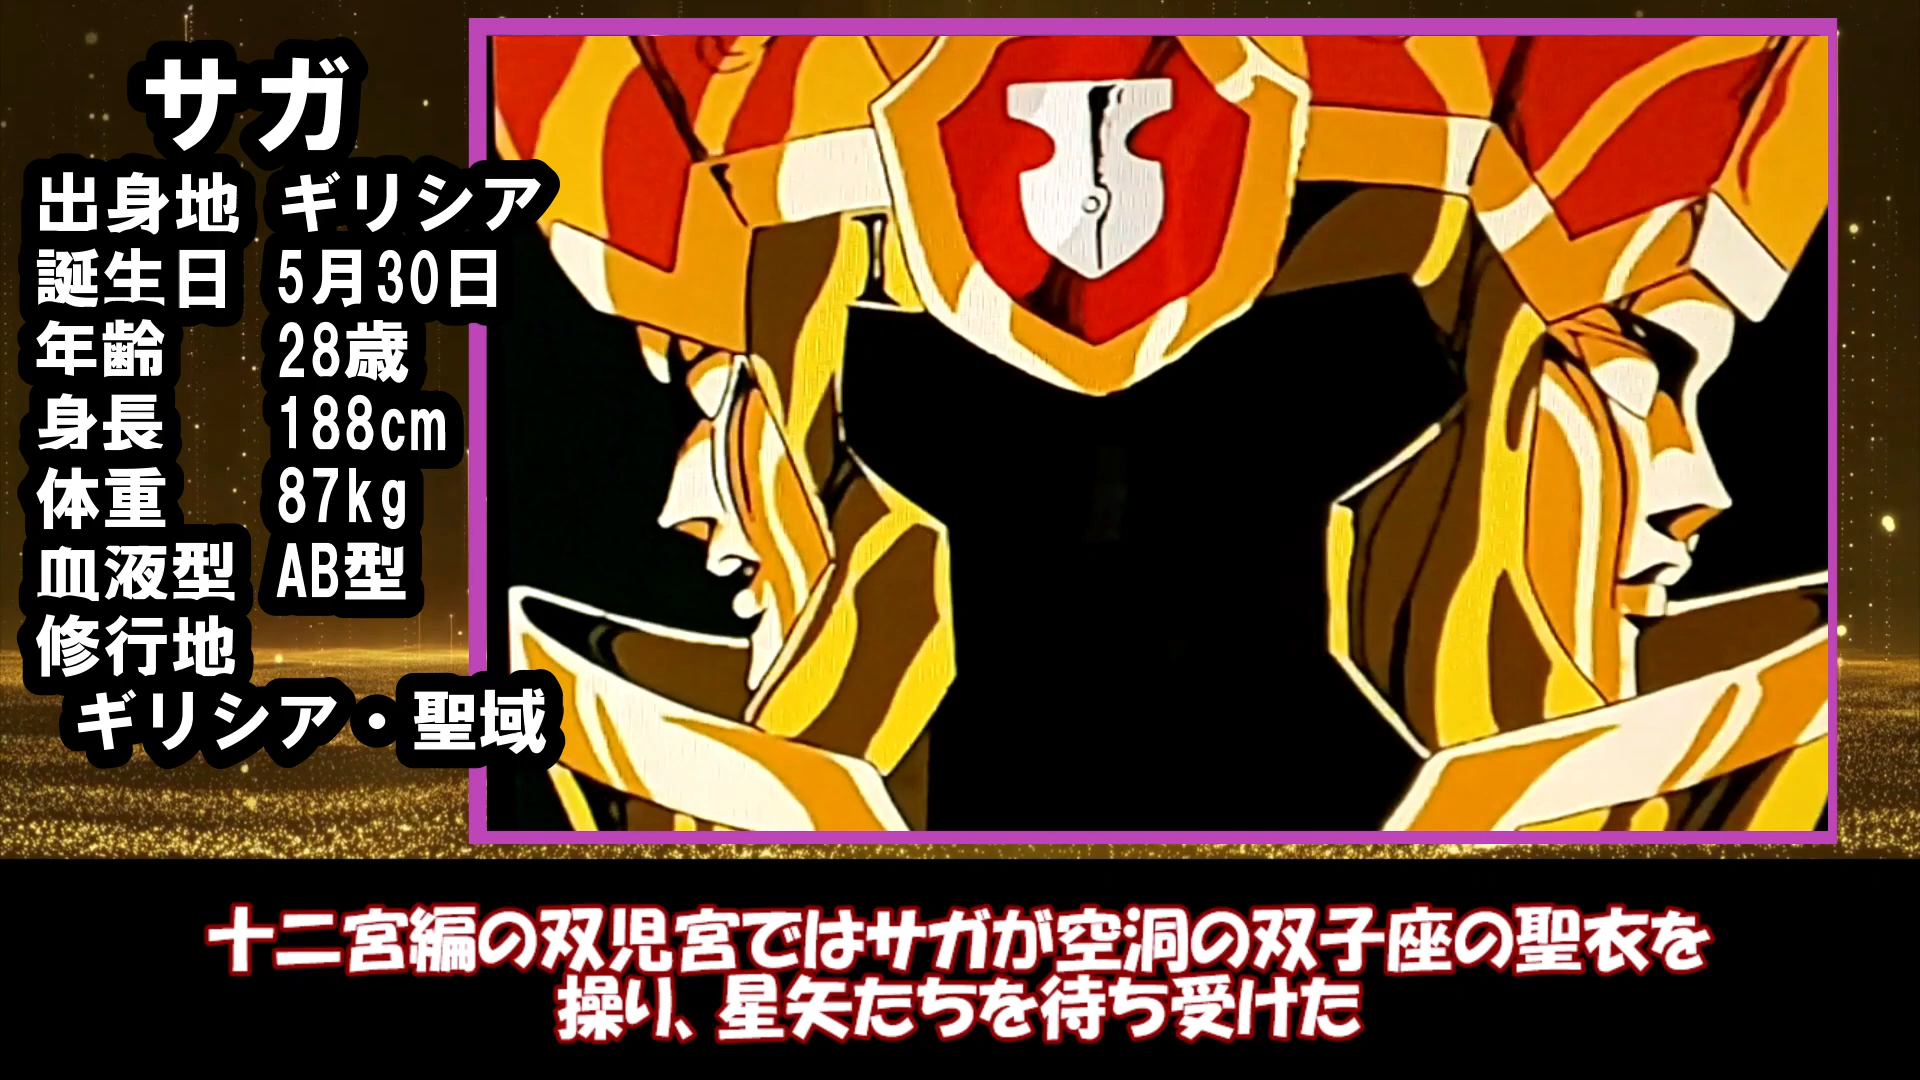 サガ
出身地 ギリシア
誕生日 5月30日
年齢 28歳
身長 188cm
体重 87kg
血液型 AB型
修行地
ギリシア・聖域
十二宮編の双児宮ではサガが空洞の双子座の聖衣を
操り、星矢たちを待ち受けた